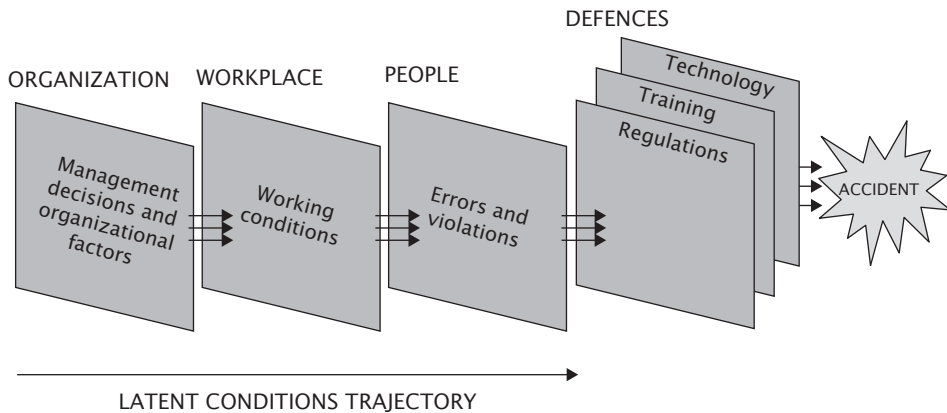 DEFENCES
ORGANIZATION
WORKPLACE
PEOPLE
Technology
Training
Regulations
Management
decisions and
organizational
factors
Working
conditions
Errors and
violations
ACCIDENT
LATENT CONDITIONS TRAJECTORY